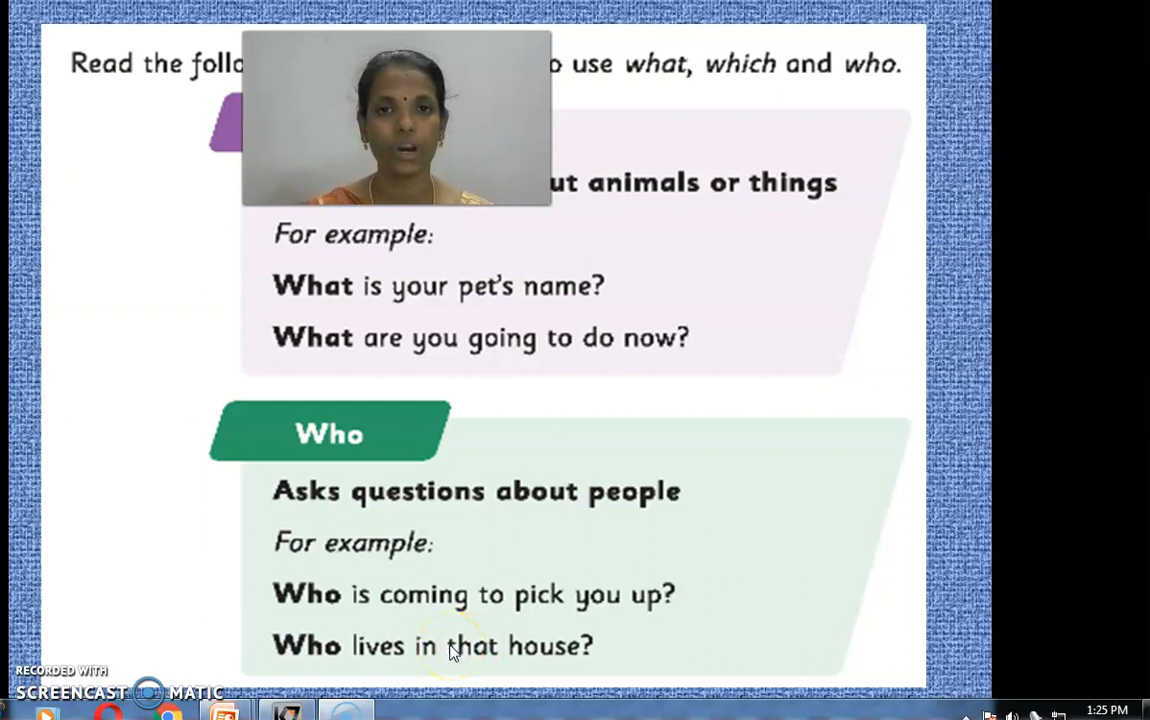 Read the follo
o use what, which and who.
ut animals or things
For example:
What is your pet's name?
What are you going to do now?
Who
Asks questions about people
For example:
Who is coming to pick you up?
Who lives in that house?
RECORDED WITH
SCREENCAST MATIC
1:25 PM